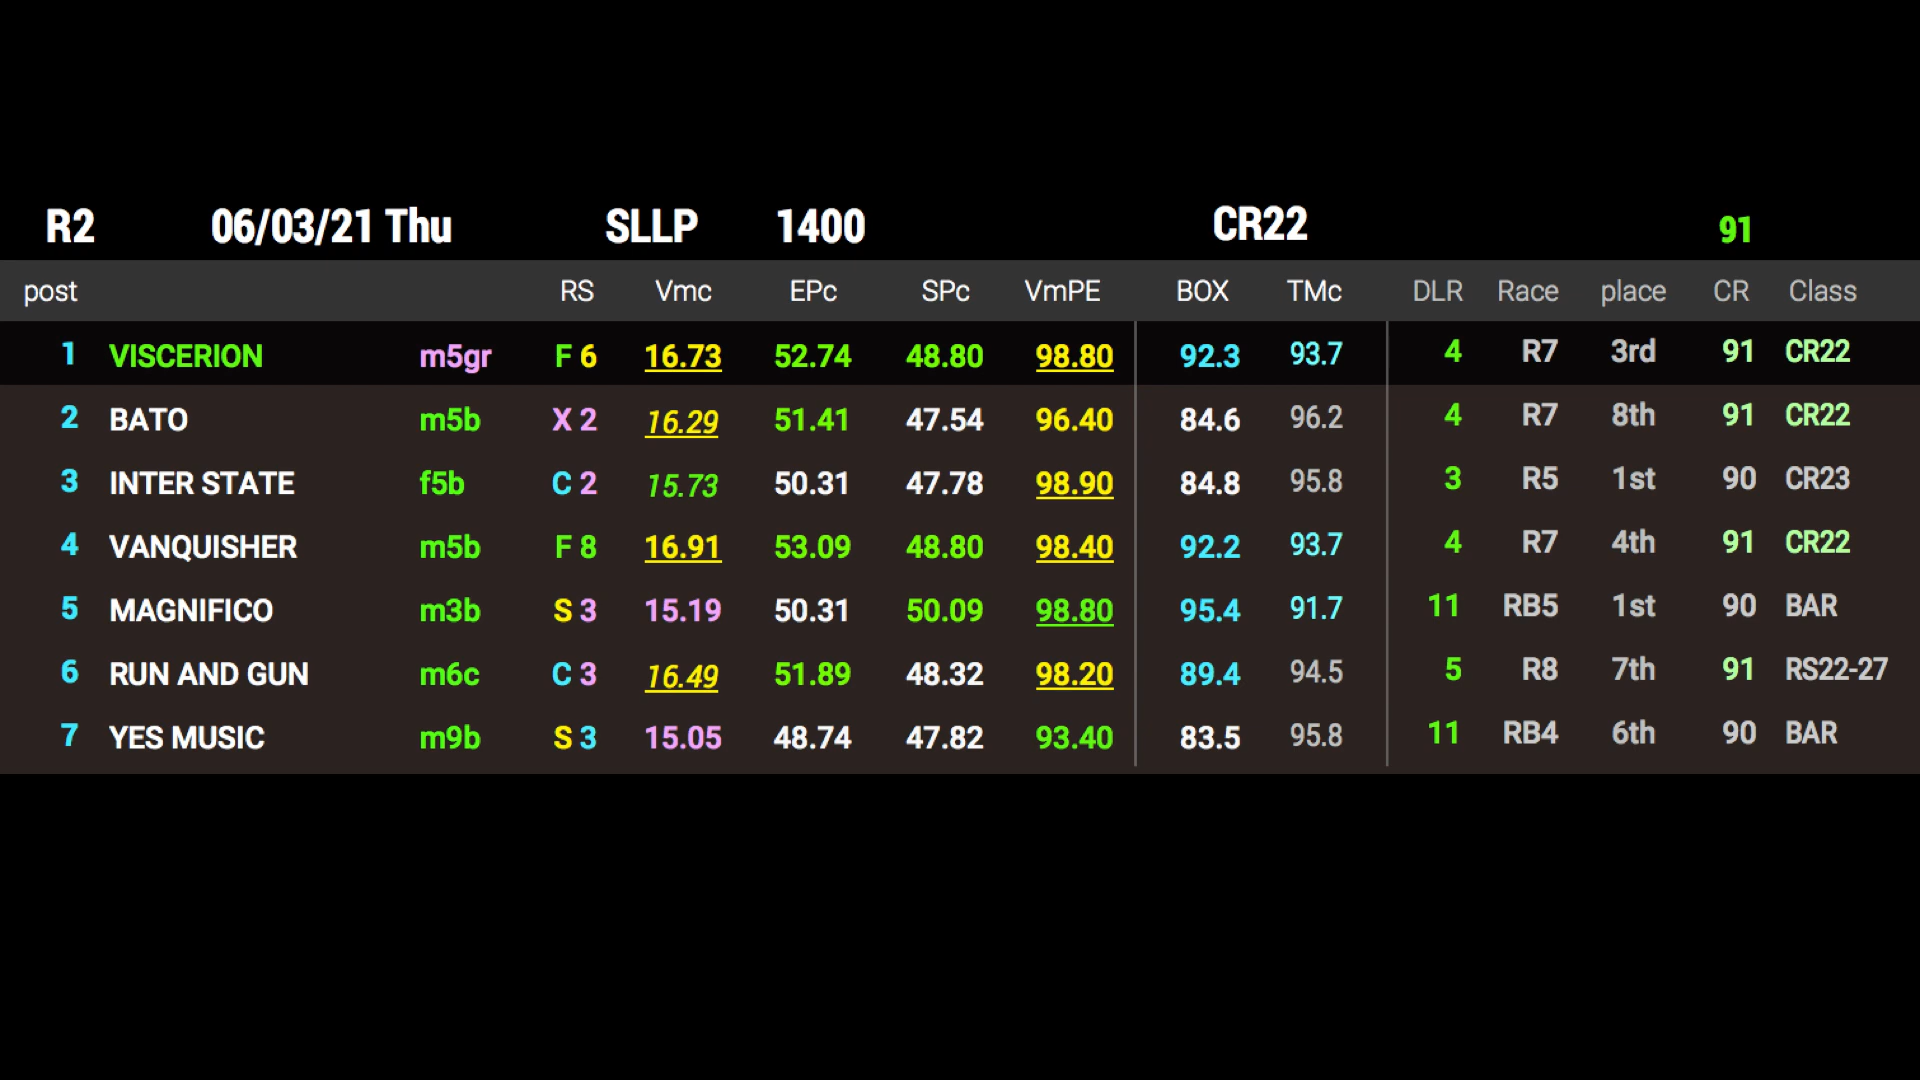 R2 06/03/21 Thu SLLP 1400 CR22 91
post RS Vmc EPc SPc VmPE BOX TMc DLR Race place CR Class
1 VISCERION m5gr F 6 16.73 52.74 48.80 98.80 92.3 93.7 4 R7 3rd 91 CR22
2 BATO m5b X 2 16.29 51.41 47.54 96.40 84.6 96.2 4 R7 8th 91 CR22
3 INTER STATE f5b C 2 15.73 50.31 47.78 98.90 84.8 95.8 3 R5 1st 90 CR23
4 VANQUISHER m5b F 8 16.91 53.09 48.80 98.40 92.2 93.7 4 R7 4th 91 CR22
5 MAGNIFICO m3b S 3 15.19 50.31 50.09 98.80 95.4 91.7 11 RB5 1st 90 BAR
6 RUN AND GUN m6c C 3 16.49 51.89 48.32 98.20 89.4 94.5 5 R8 7th 91 RS22-27
7 YES MUSIC m9b S 3 15.05 48.74 47.82 93.40 83.5 95.8 11 RB4 6th 90 BAR